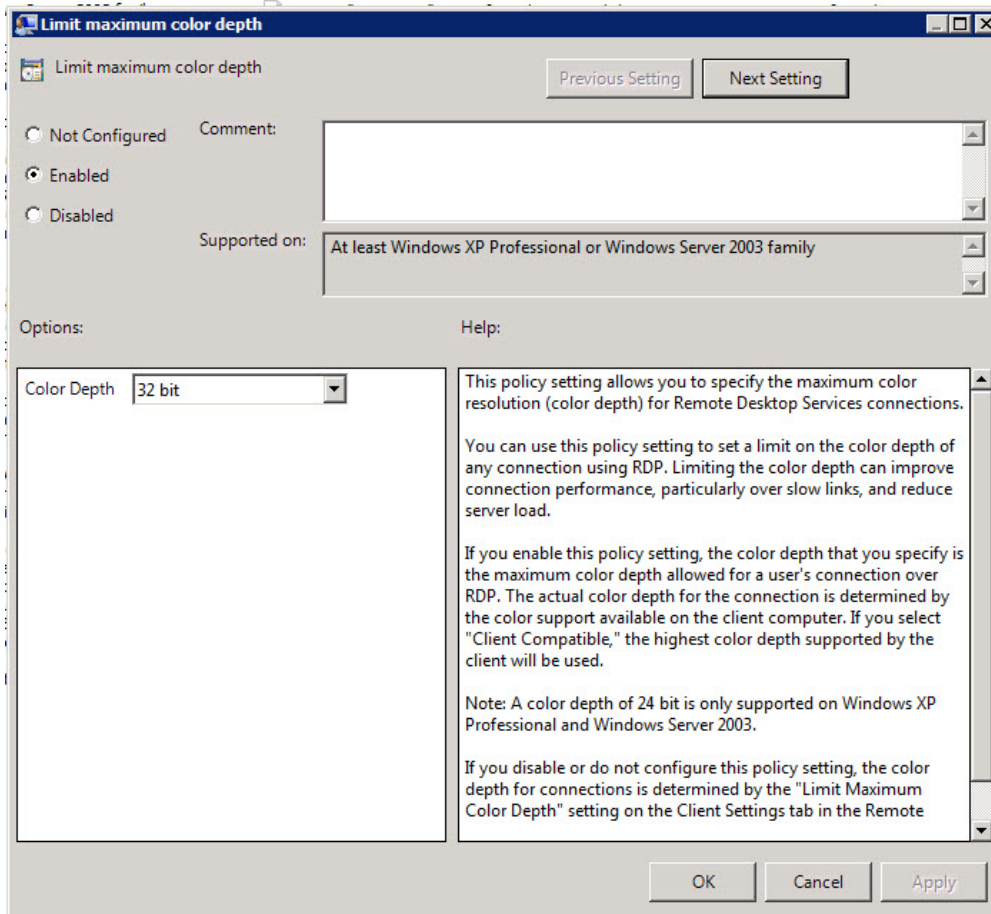 Limit maximum color depth
Limit maximum color depth
Previous Setting
Next Setting
Not Configured
Enabled
Disabled
Comment:
Supported on:
At least Windows XP Professional or Windows Server 2003 family
Options:
Help:
Color Depth
32 bit
This policy setting allows you to specify the maximum color
resolution (color depth) for Remote Desktop Services connections.
You can use this policy setting to set a limit on the color depth of
any connection using RDP. Limiting the color depth can improve
connection performance, particularly over slow links, and reduce
server load.
If you enable this policy setting, the color depth that you specify is
the maximum color depth allowed for a user's connection over
RDP. The actual color depth for the connection is determined by
the color support available on the client computer. If you select
"Client Compatible," the highest color depth supported by the
client will be used.
Note: A color depth of 24 bit is only supported on Windows XP
Professional and Windows Server 2003.
If you disable or do not configure this policy setting, the color
depth for connections is determined by the "Limit Maximum
Color Depth" setting on the Client Settings tab in the Remote
OK
Cancel
Apply